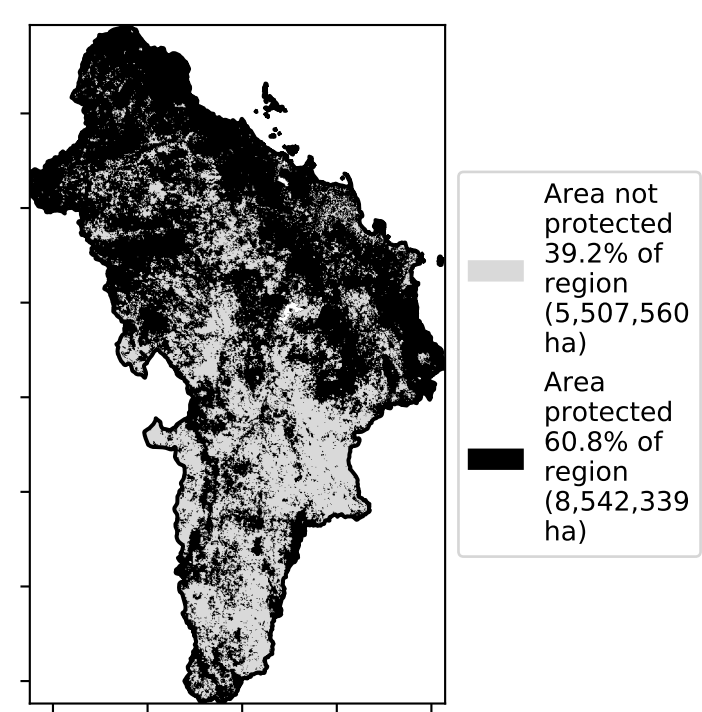 Area not
protected
39.2% of
region
(5,507,560
ha)
Area
protected
60.8% of
region
(8,542,339
ha)